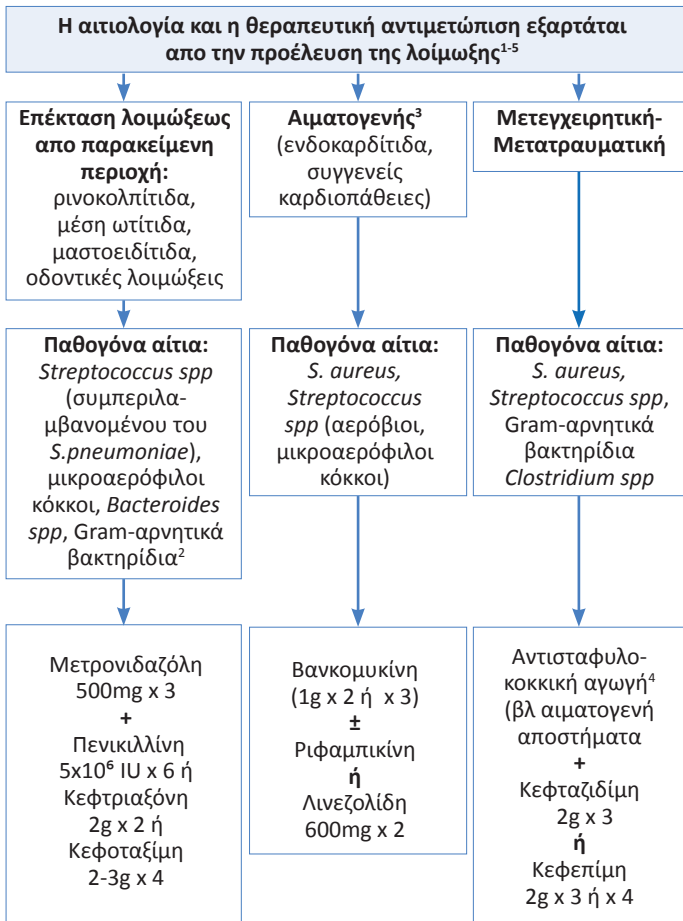 Η αιτιολογία και η θεραπευτική αντιμετώπιση εξαρτάται
απο την προέλευση της λοίμωξης¹⁻⁵
Επέκταση λοιμώξεως
απο παρακείμενη
περιοχή:
ρινοκολπίτιδα,
μέση ωτίτιδα,
μαστοειδίτιδα,
οδοντικές λοιμώξεις
Αιματογενής³
(ενδοκαρδίτιδα,
συγγενείς
καρδιοπάθειες)
Μετεγχειρητική-
Μετατραυματική
Παθογόνα αίτια:
Streptococcus spp
(συμπεριλα-
μβανομένου του
S.pneumoniae),
μικροαερόφιλοι
κόκκοι, Bacteroides
spp, Gram-αρνητικά
βακτηρίδια²
Παθογόνα αίτια:
S. aureus,
Streptococcus
spp (αερόβιοι,
μικροαερόφιλοι
κόκκοι)
Παθογόνα αίτια:
S. aureus,
Streptococcus spp,
Gram-αρνητικά
βακτηρίδια
Clostridium spp
Μετρονιδαζόλη
500mg x 3
+
Πενικιλλίνη
5x10⁶ IU x 6 ή
Κεφτριαξόνη
2g x 2 ή
Κεφοταξίμη
2-3g x 4
Βανκομυκίνη
(1g x 2 ή x 3)
±
Ριφαμπικίνη
ή
Λινεζολίδη
600mg x 2
Αντισταφυλο-
κοκκική αγωγή⁴
(βλ αιματογενή
αποστήματα
+
Κεφταζιδίμη
2g x 3
ή
Κεφεπίμη
2g x 3 ή x 4